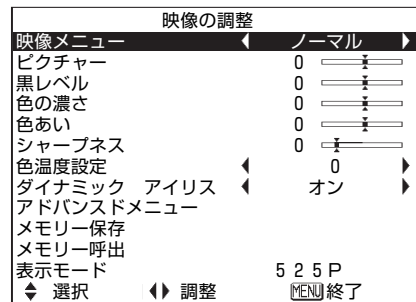 映像の調整
映像メニュー ノーマル
ピクチャー 0
黒レベル 0
色の濃さ 0
色あい 0
シャープネス 0
色温度設定 0
ダイナミック アイリス オン
アドバンスドメニュー
メモリー保存
メモリー呼出
表示モード 525P
選択 調整 MENU 終了